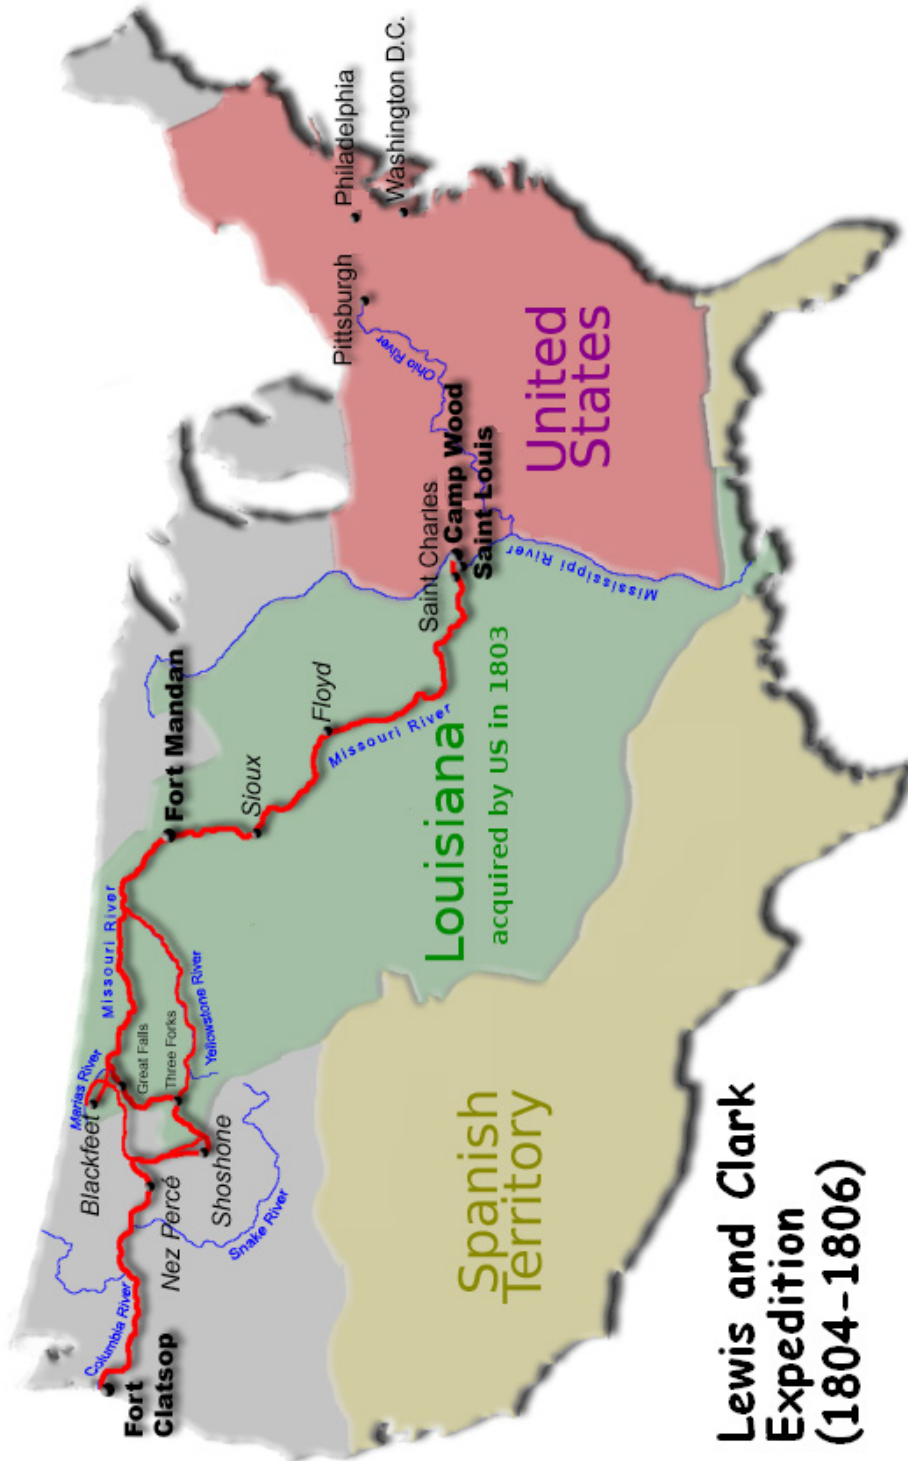 Philadelphia
Washington D.C.
Pittsburgh
Ohio River
Camp Wood
Saint Louis
Saint Charles
United
States
Mississippi River
Fort Mandan
Sioux
Floyd
Missouri River
Louisiana
acquired by US in 1803
Missouri River
Marias River
Great Falls
Three Forks
Yellowstone River
Blackfeet
Nez Percé
Shoshone
Snake River
Columbia River
Fort
Clatsop
Spanish
Territory
Lewis and Clark
Expedition
(1804-1806)